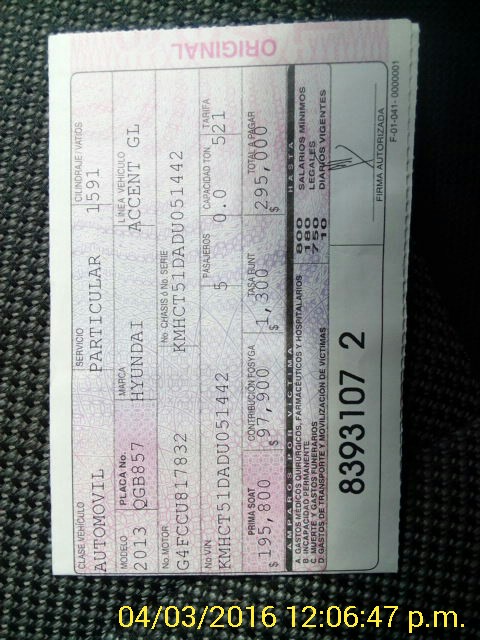 ORIGINAL
CLASE VEHÍCULO SERVICIO CILINDRAJE/VATIOS
AUTOMOVIL PARTICULAR 1591
MODELO PLACA No. MARCA LÍNEA VEHÍCULO
2013 QGB857 HYUNDAI ACCENT GL
No. MOTOR No. CHASIS ó No. SERIE
G4FCCU817832 KMHCT51DADU051442
No. VIN PASAJEROS CAPACIDAD TON. TARIFA
KMHCT51DADU051442 5 0.0 521
PRIMA SOAT CONTRIBUCIÓN FOSYGA TASA RUNT TOTAL A PAGAR
$ 195,800 $ 97,900 $ 1,300 $ 295,000
AMPAROS POR VÍCTIMA HASTA
A. GASTOS MÉDICOS QUIRÚRGICOS, FARMACÉUTICOS Y HOSPITALARIOS 800 SALARIOS MÍNIMOS
B. INCAPACIDAD PERMANENTE 180 LEGALES
C. MUERTE Y GASTOS FUNERARIOS 750 DIARIOS VIGENTES
D. GASTOS DE TRANSPORTE Y MOVILIZACIÓN DE VÍCTIMAS 10
8393107 2
FIRMA AUTORIZADA
F-01-041- 0000001
04/03/2016 12:06:47 p.m.